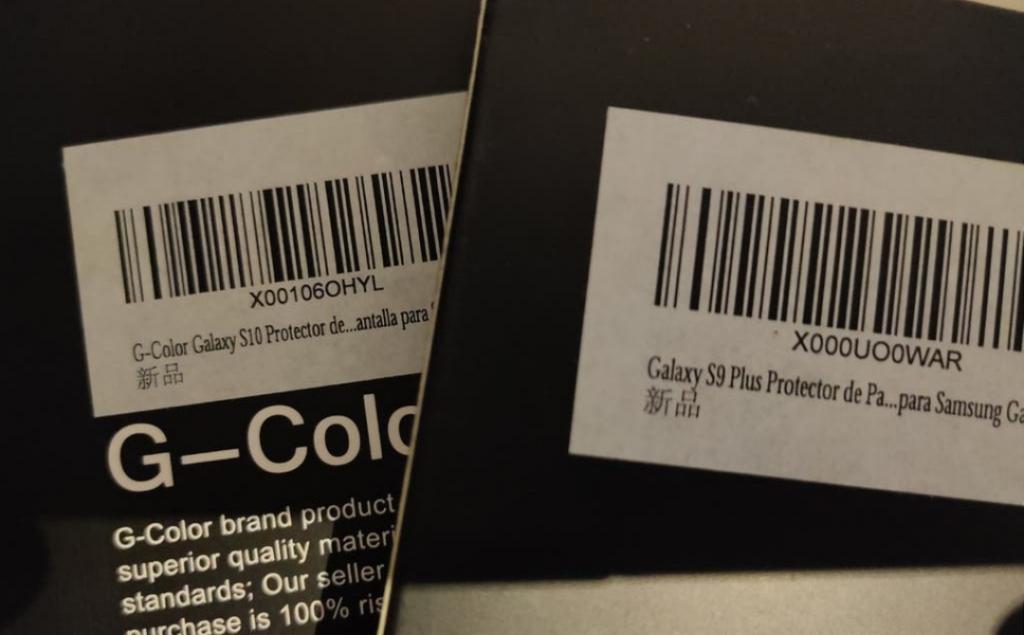 X00106OHYL
G-Color Galaxy S10 Protector de...antalla para
新品
G-Colo
G-Color brand product
superior quality materi
standards; Our seller
purchase is 100% ris
X000UO0WAR
Galaxy S9 Plus Protector de Pa...para Samsung Ga
新品